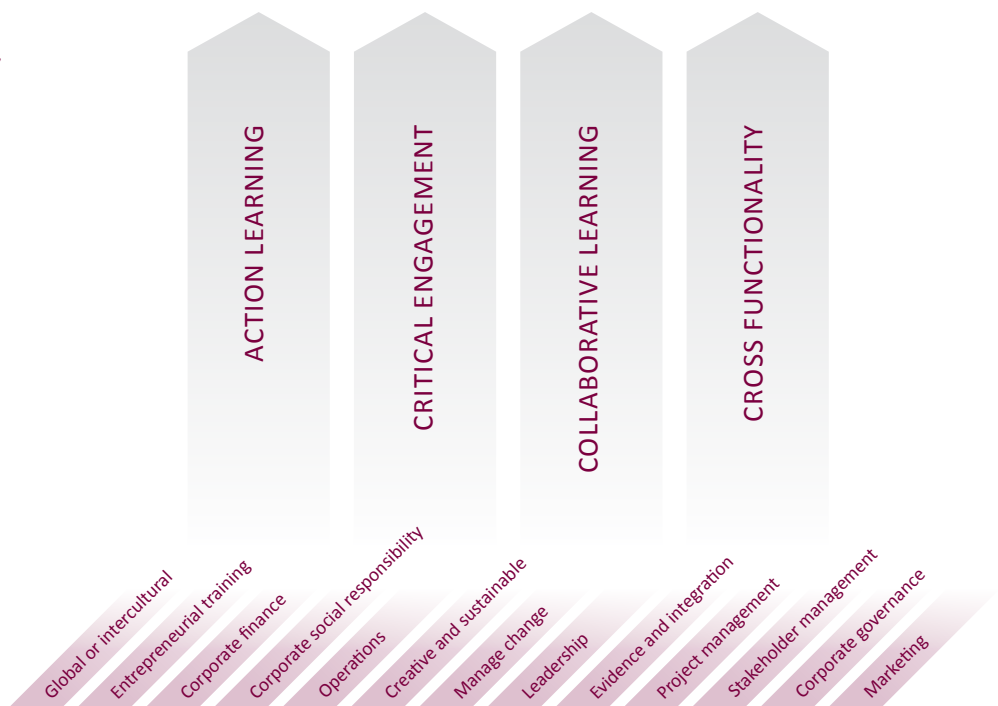 ACTION LEARNING
CRITICAL ENGAGEMENT
COLLABORATIVE LEARNING
CROSS FUNCTIONALITY
Global or intercultural
Entrepreneurial training
Corporate finance
Corporate social responsibility
Operations
Creative and sustainable
Manage change
Leadership
Evidence and integration
Project management
Stakeholder management
Corporate governance
Marketing